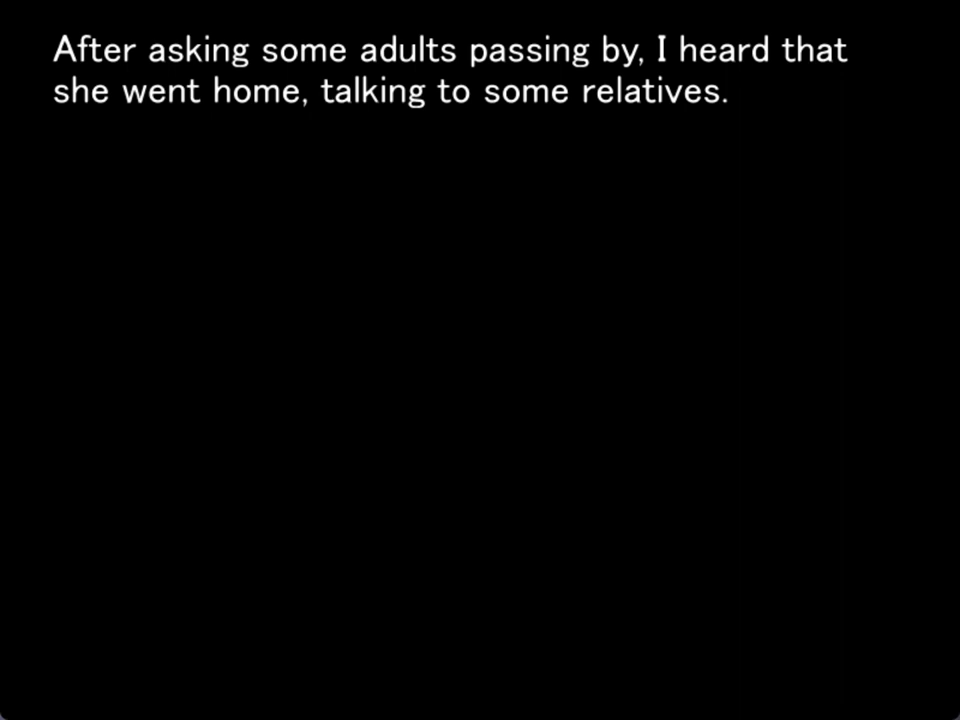 After asking some adults passing by, I heard that
she went home, talking to some relatives.